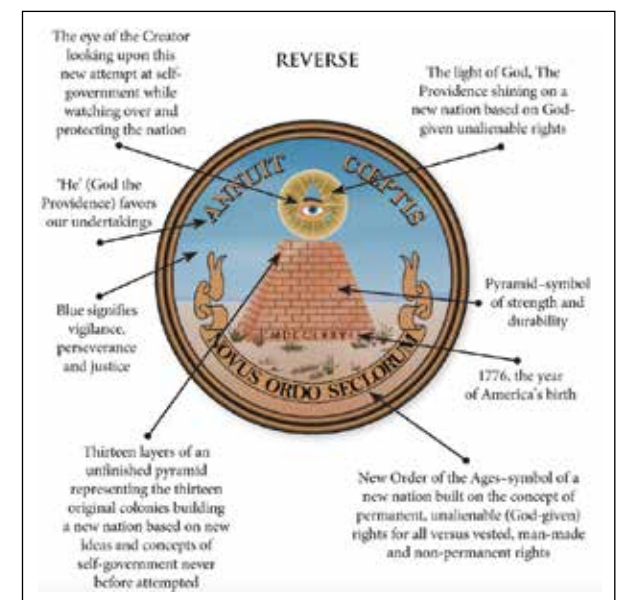 REVERSE
The eye of the Creator
looking upon this
new attempt at self-
government while
watching over and
protecting the nation
The light of God, The
Providence shining on a
new nation based on God-
given unalienable rights
ANNUIT CŒPTIS
'He' (God the
Providence) favors
our undertakings
Blue signifies
vigilance,
perseverance
and justice
Pyramid–symbol
of strength and
durability
MDCCLXXVI
NOVUS ORDO SECLORUM
1776, the year
of America's birth
Thirteen layers of an
unfinished pyramid
representing the thirteen
original colonies building
a new nation based on new
ideas and concepts of
self-government never
before attempted
New Order of the Ages–symbol of a
new nation built on the concept of
permanent, unalienable (God-given)
rights for all versus vested, man-made
and non-permanent rights